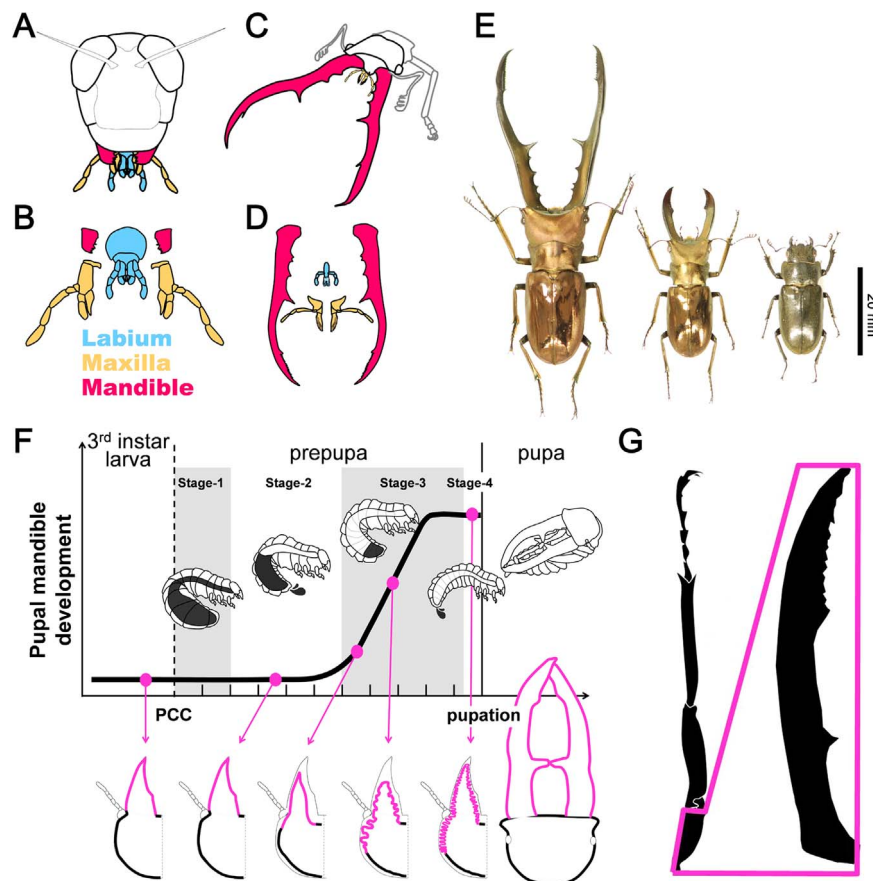 A
B
Labium
Maxilla
Mandible
C
D
E
20 mm
F
3rd instar
larva
prepupa
pupa
Stage-1
Stage-2
Stage-3
Stage-4
Pupal mandible
development
PCC
pupation
G